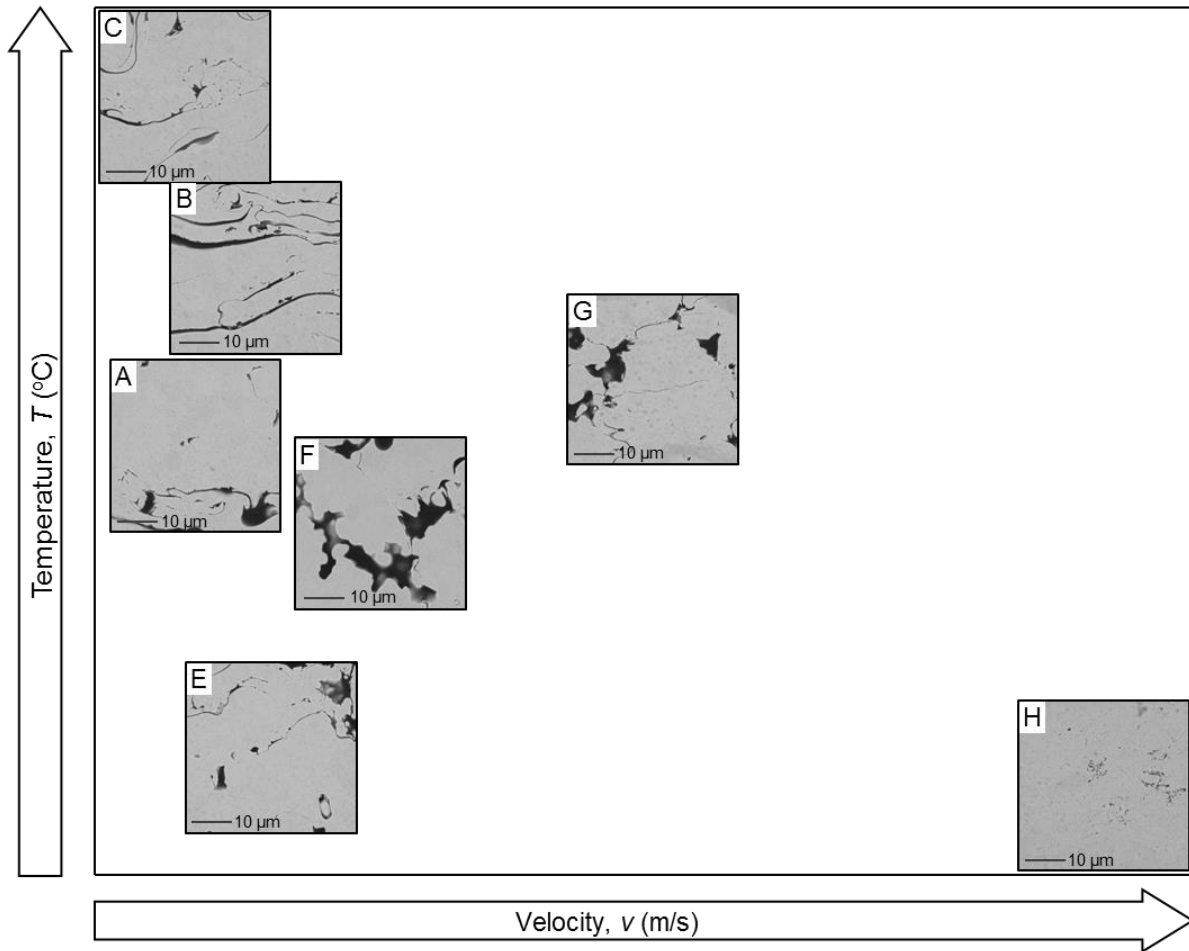 C
10 µm
B
10 µm
A
10 µm
G
10 µm
F
10 µm
E
10 µm
H
10 µm
Temperature, T (°C)
Velocity, v (m/s)